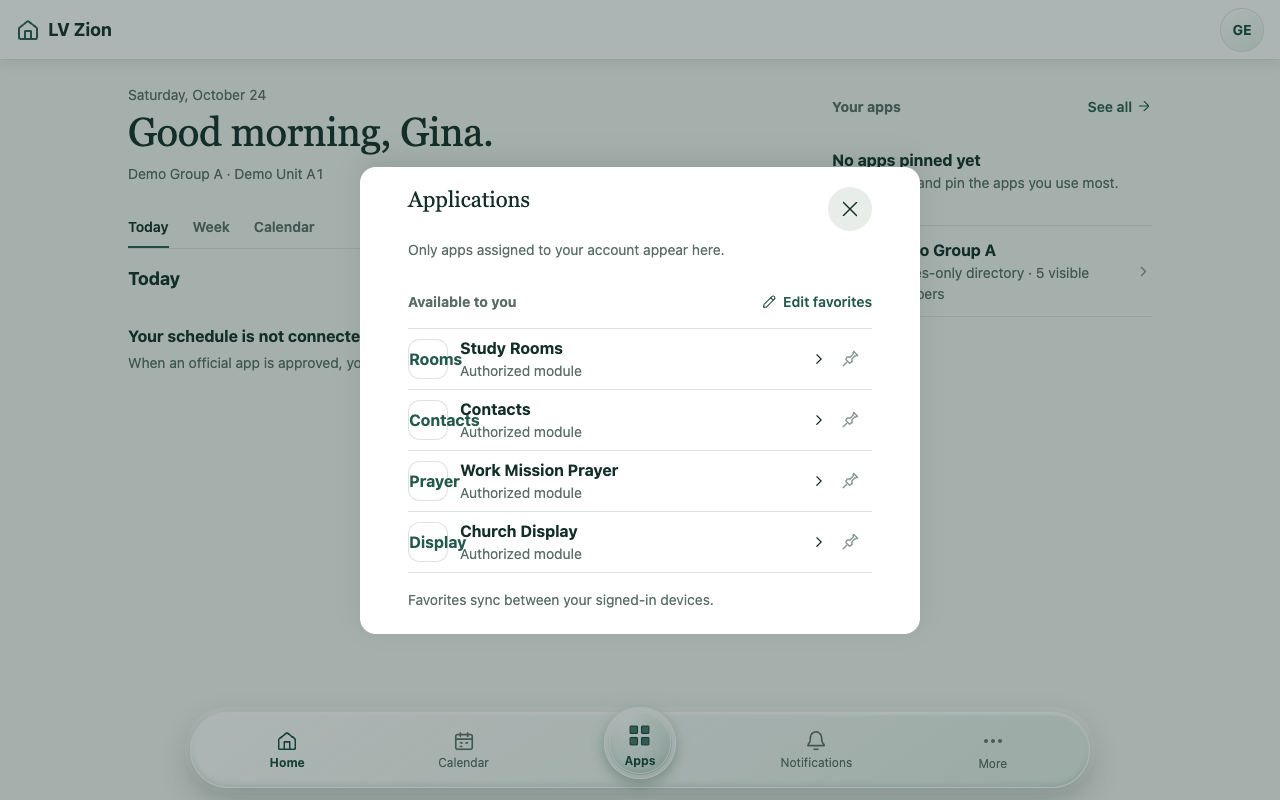 LV Zion
GE
Saturday, October 24
Good morning, Gina.
Demo Group A · Demo Unit A1
Today
Week
Calendar
Today
Your schedule is not connecte
When an official app is approved, yo
Your apps
See all
No apps pinned yet
and pin the apps you use most.
o Group A
es-only directory · 5 visible
bers
Applications
Only apps assigned to your account appear here.
Available to you
Edit favorites
Rooms
Study Rooms
Authorized module
Contacts
Contacts
Authorized module
Prayer
Work Mission Prayer
Authorized module
Display
Church Display
Authorized module
Favorites sync between your signed-in devices.
Home
Calendar
Apps
Notifications
More